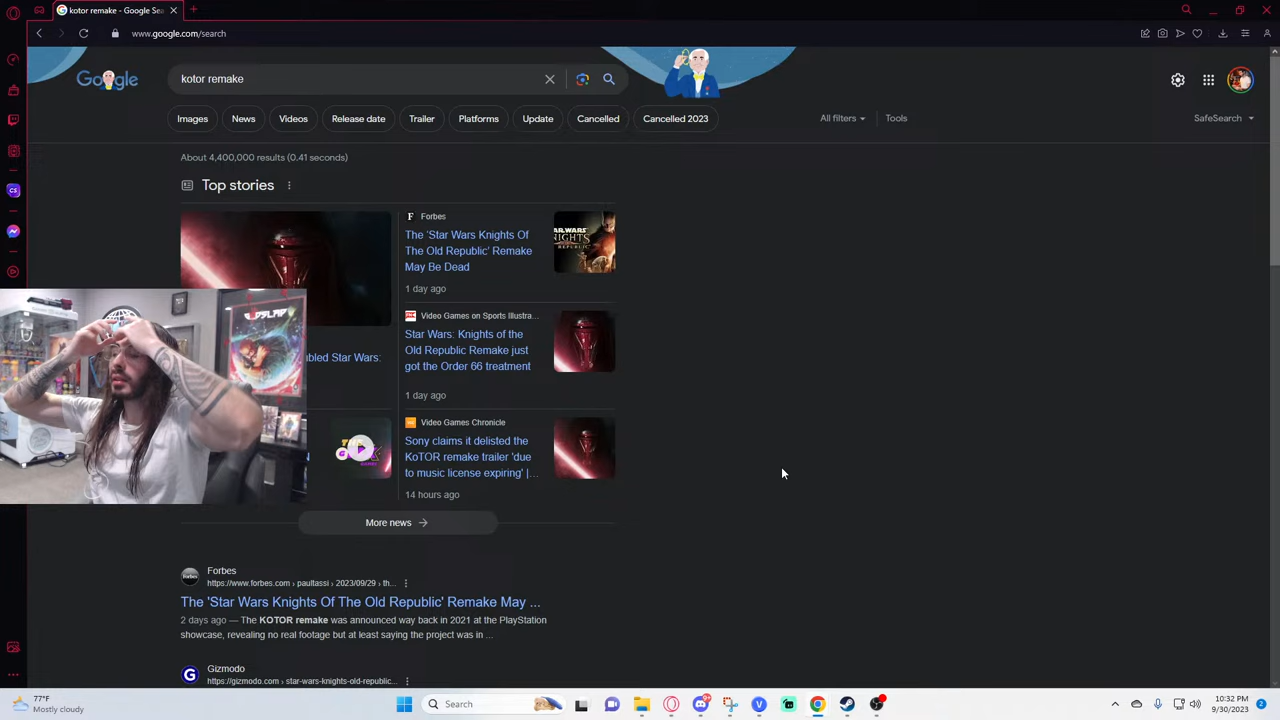 kotor remake - Google Sea
www.google.com/search
Google
kotor remake
Images
News
Videos
Release date
Trailer
Platforms
Update
Cancelled
Cancelled 2023
All filters
Tools
SafeSearch
About 4,400,000 results (0.41 seconds)
Top stories
bled Star Wars:
Forbes
The 'Star Wars Knights Of
The Old Republic' Remake
May Be Dead
1 day ago
Video Games on Sports Illustra...
Star Wars: Knights of the
Old Republic Remake just
got the Order 66 treatment
1 day ago
Video Games Chronicle
Sony claims it delisted the
KoTOR remake trailer 'due
to music license expiring' |...
14 hours ago
More news
Forbes
https://www.forbes.com › paultassi › 2023/09/29 › th...
The 'Star Wars Knights Of The Old Republic' Remake May ...
2 days ago — The KOTOR remake was announced way back in 2021 at the PlayStation
showcase, revealing no real footage but at least saying the project was in ...
Gizmodo
https://gizmodo.com › star-wars-knights-old-republic...
77°F
Mostly cloudy
Search
10:32 PM
9/30/2023